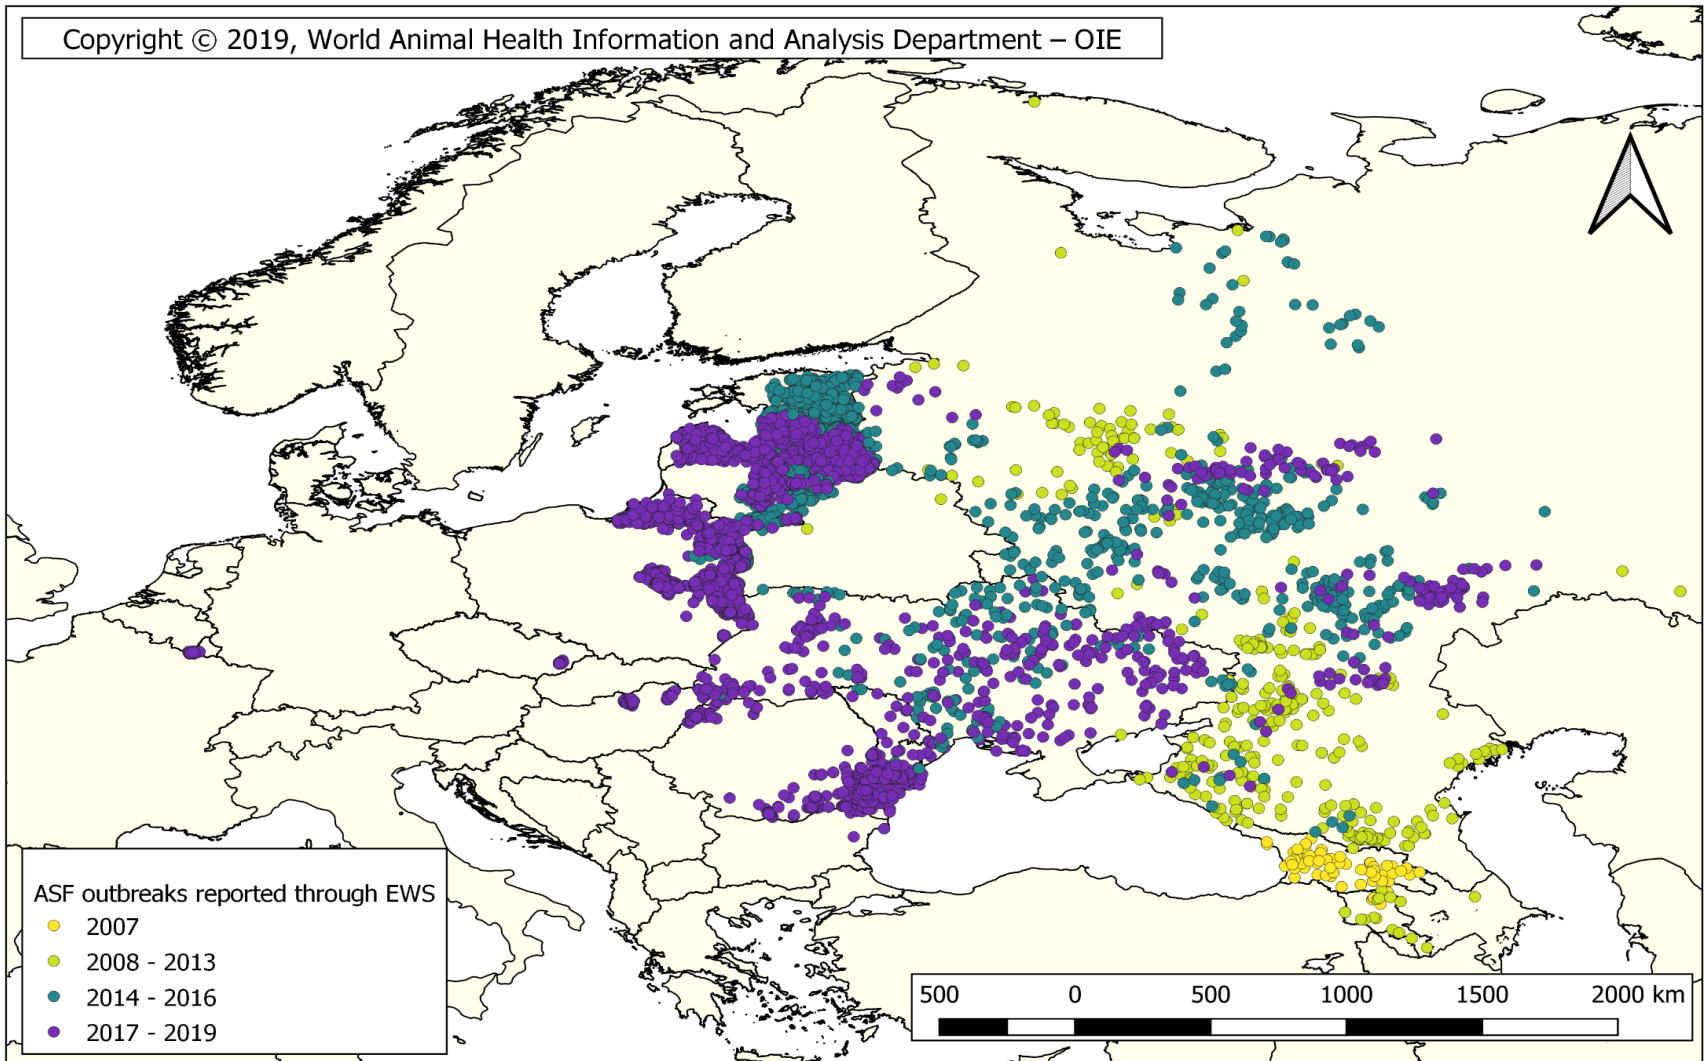 Copyright © 2019, World Animal Health Information and Analysis Department – OIE
ASF outbreaks reported through EWS
2007
2008 - 2013
2014 - 2016
2017 - 2019
500 0 500 1000 1500 2000 km